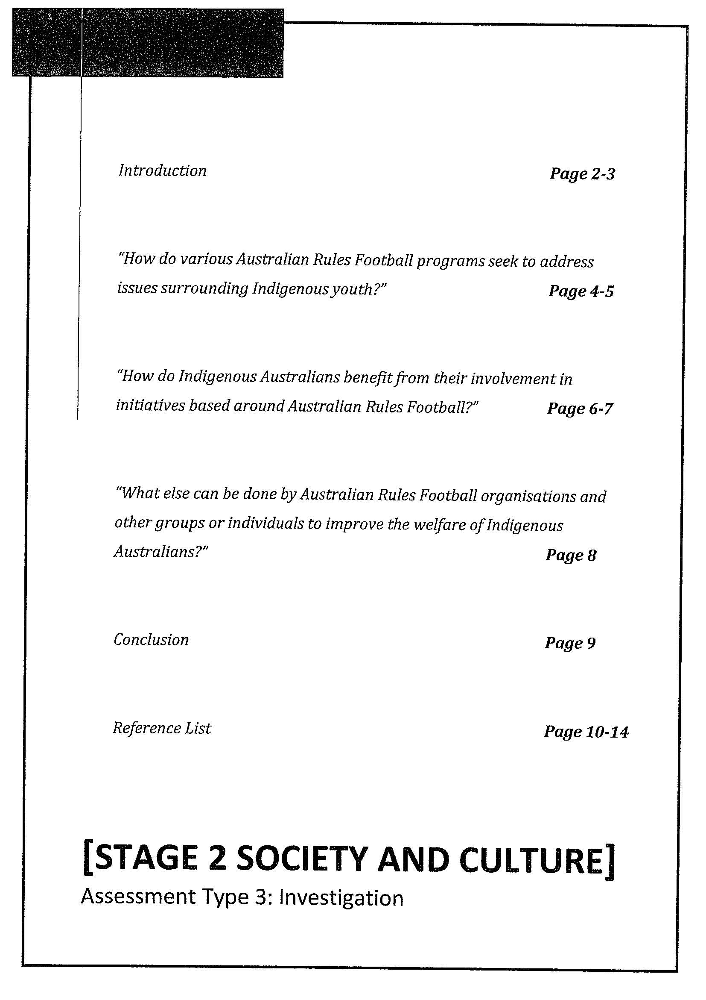 Introduction Page 2-3
“How do various Australian Rules Football programs seek to address
issues surrounding Indigenous youth?” Page 4-5
“How do Indigenous Australians benefit from their involvement in
initiatives based around Australian Rules Football?” Page 6-7
“What else can be done by Australian Rules Football organisations and
other groups or individuals to improve the welfare of Indigenous
Australians?” Page 8
Conclusion Page 9
Reference List Page 10-14
[STAGE 2 SOCIETY AND CULTURE]
Assessment Type 3: Investigation